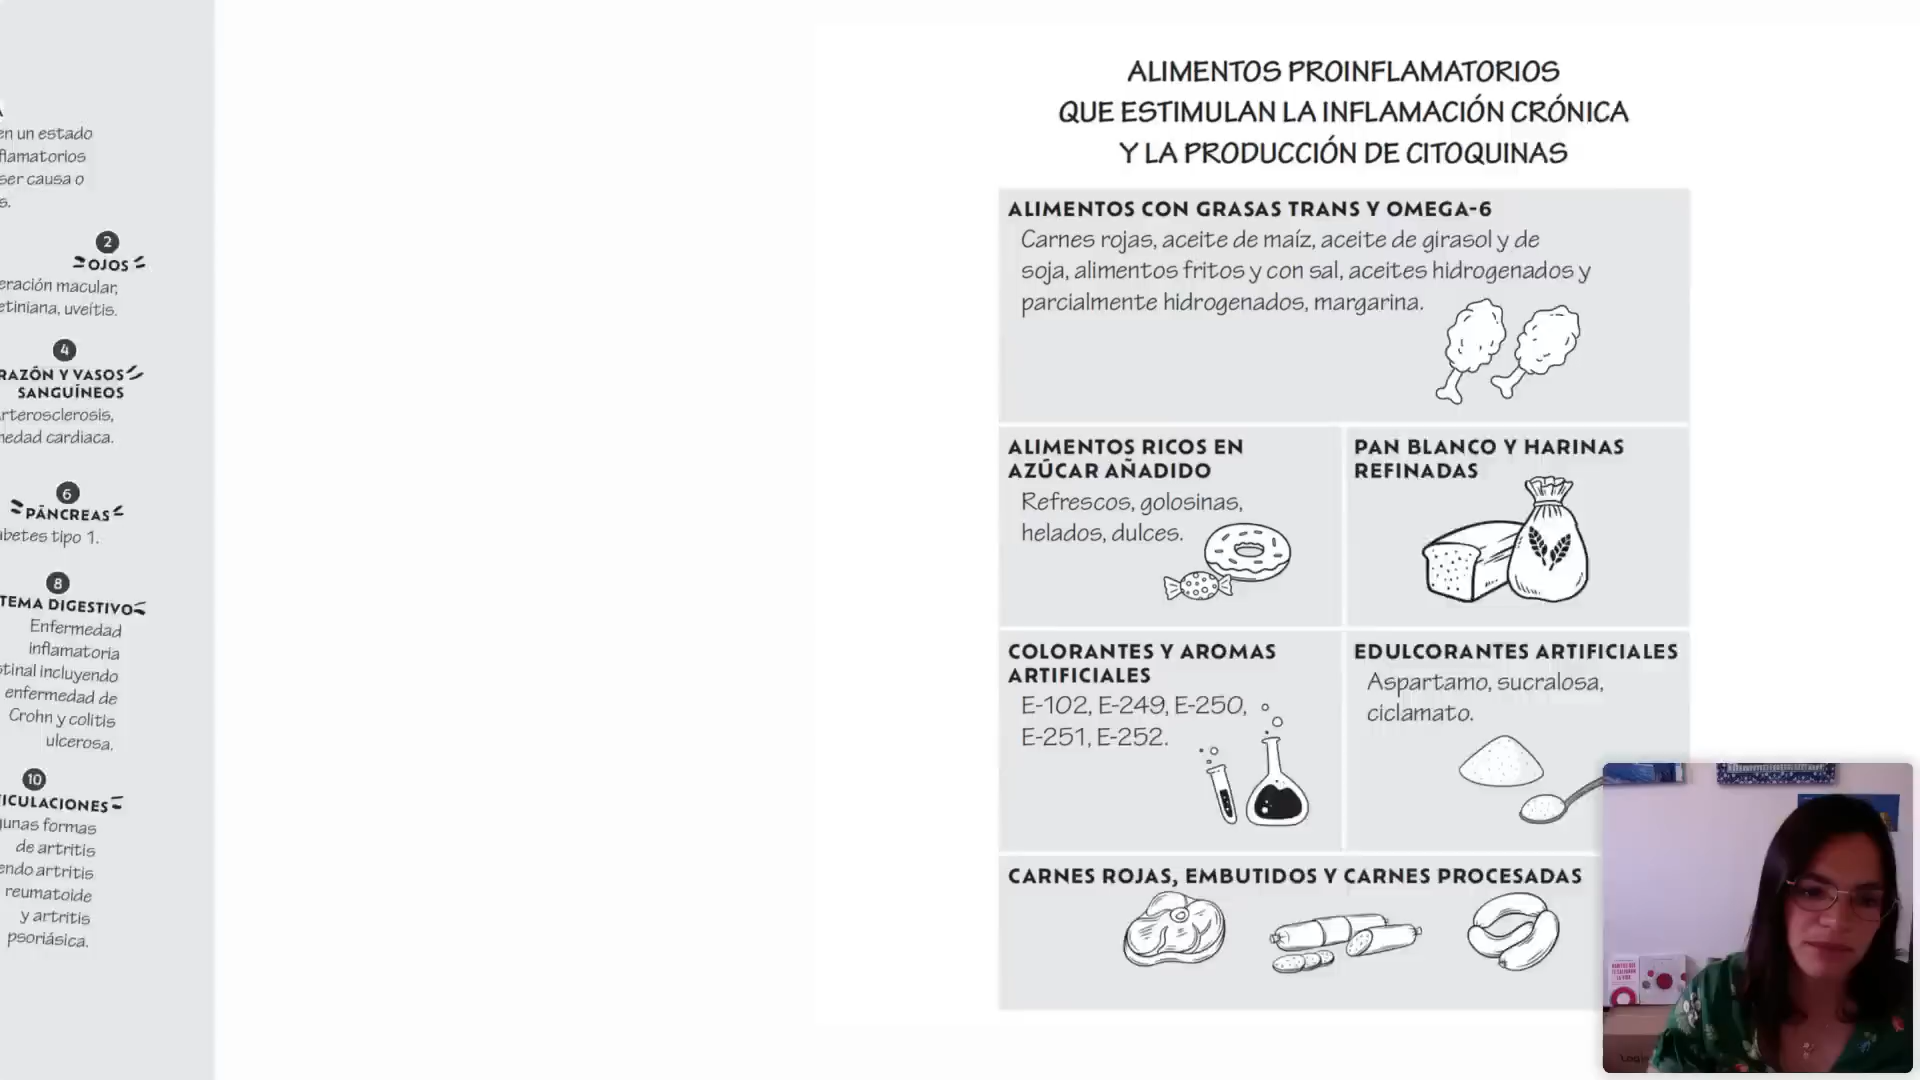 en un estado
flamatorios
ser causa o
s.
2
OJOS
eración macular,
etiniana, uveítis.
4
RAZÓN Y VASOS
SANGUÍNEOS
rterosclerosis,
medad cardiaca.
6
PÁNCREAS
abetes tipo 1.
8
TEMA DIGESTIVO
Enfermedad
inflamatoria
stinal incluyendo
enfermedad de
Crohn y colitis
ulcerosa.
10
ICULACIONES
gunas formas
de artritis
endo artritis
reumatoide
y artritis
psoriásica.
ALIMENTOS PROINFLAMATORIOS
QUE ESTIMULAN LA INFLAMACIÓN CRÓNICA
Y LA PRODUCCIÓN DE CITOQUINAS
ALIMENTOS CON GRASAS TRANS Y OMEGA-6
Carnes rojas, aceite de maíz, aceite de girasol y de
soja, alimentos fritos y con sal, aceites hidrogenados y
parcialmente hidrogenados, margarina.
ALIMENTOS RICOS EN
AZÚCAR AÑADIDO
Refrescos, golosinas,
helados, dulces.
PAN BLANCO Y HARINAS
REFINADAS
COLORANTES Y AROMAS
ARTIFICIALES
E-102, E-249, E-250,
E-251, E-252.
EDULCORANTES ARTIFICIALES
Aspartamo, sucralosa,
ciclamato.
CARNES ROJAS, EMBUTIDOS Y CARNES PROCESADAS